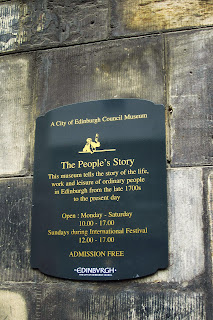 A City of Edinburgh Council Museum
The People's Story
This museum tells the story of the life,
work and leisure of ordinary people
in Edinburgh from the late 1700s
to the present day
Open : Monday - Saturday
10.00 - 17.00
Sundays during International Festival
12.00 - 17.00
ADMISSION FREE
•EDINBVRGH•